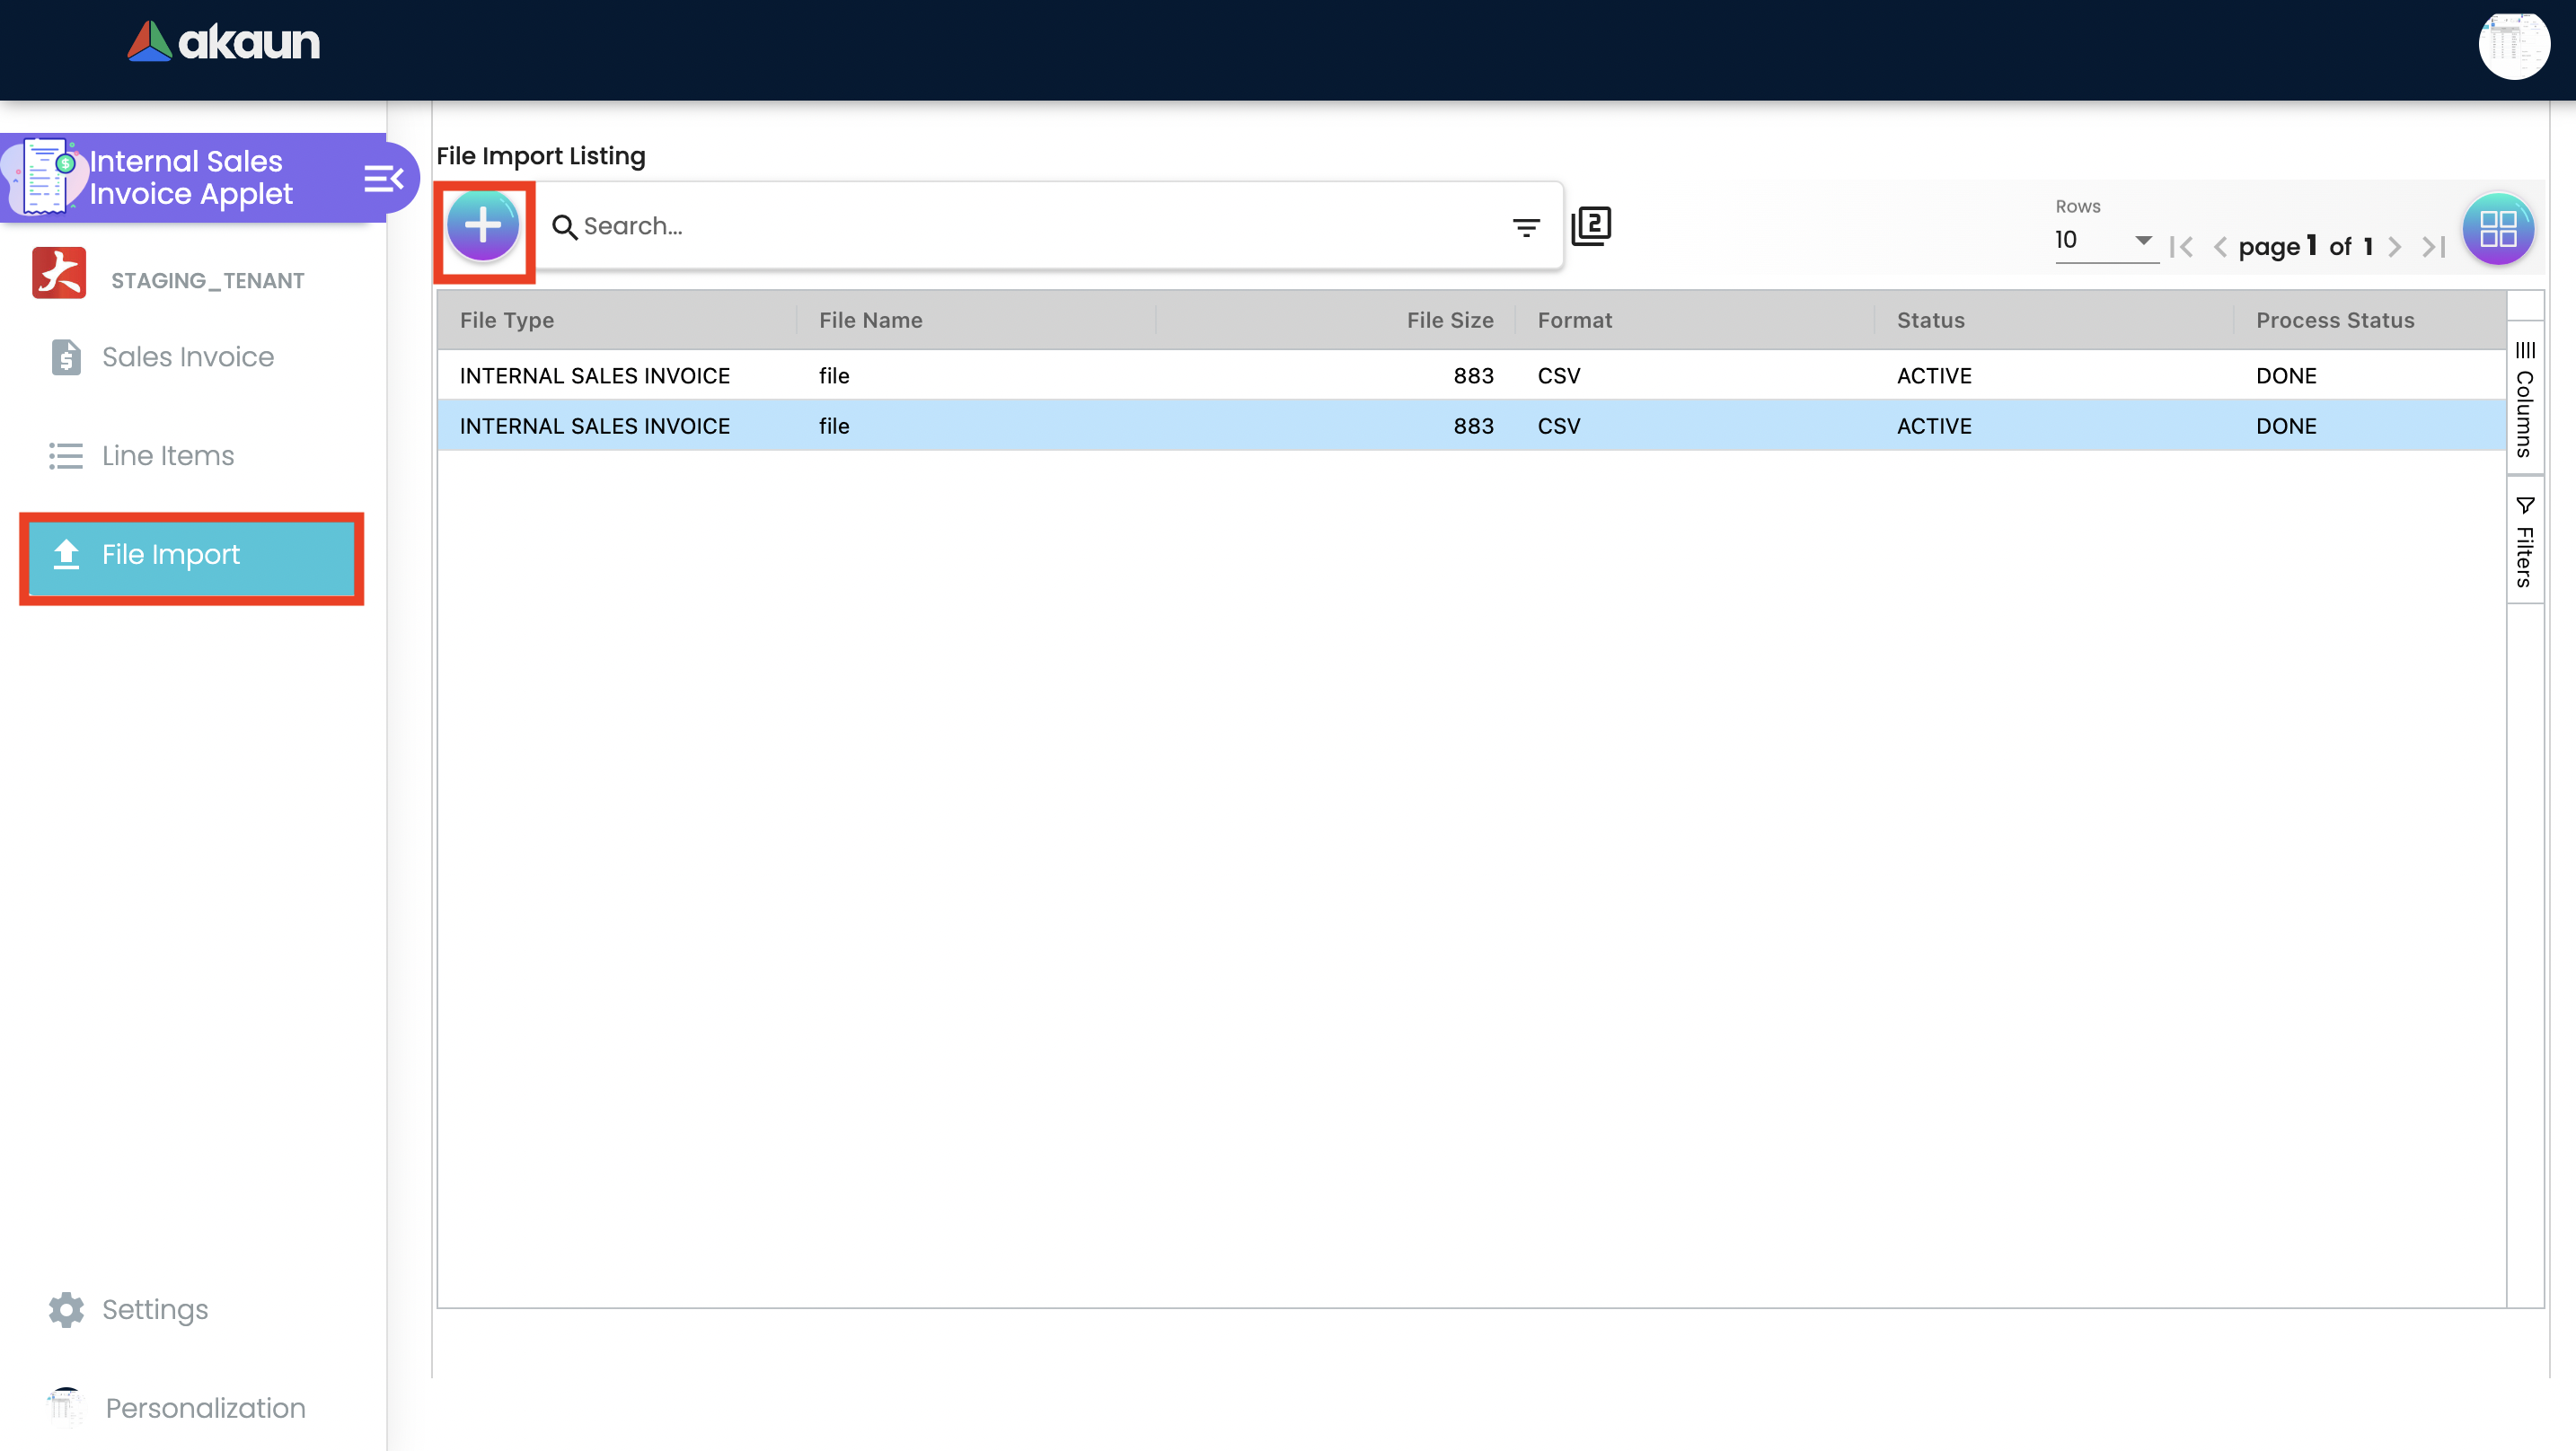 akaun
Internal Sales
Invoice Applet
STAGING_TENANT
Sales Invoice
Line Items
File Import
Settings
Personalization
File Import Listing
Search...
2
Rows
10
page 1 of 1
File Type File Name File Size Format Status Process Status
INTERNAL SALES INVOICE file 883 CSV ACTIVE DONE
INTERNAL SALES INVOICE file 883 CSV ACTIVE DONE
Columns
Filters